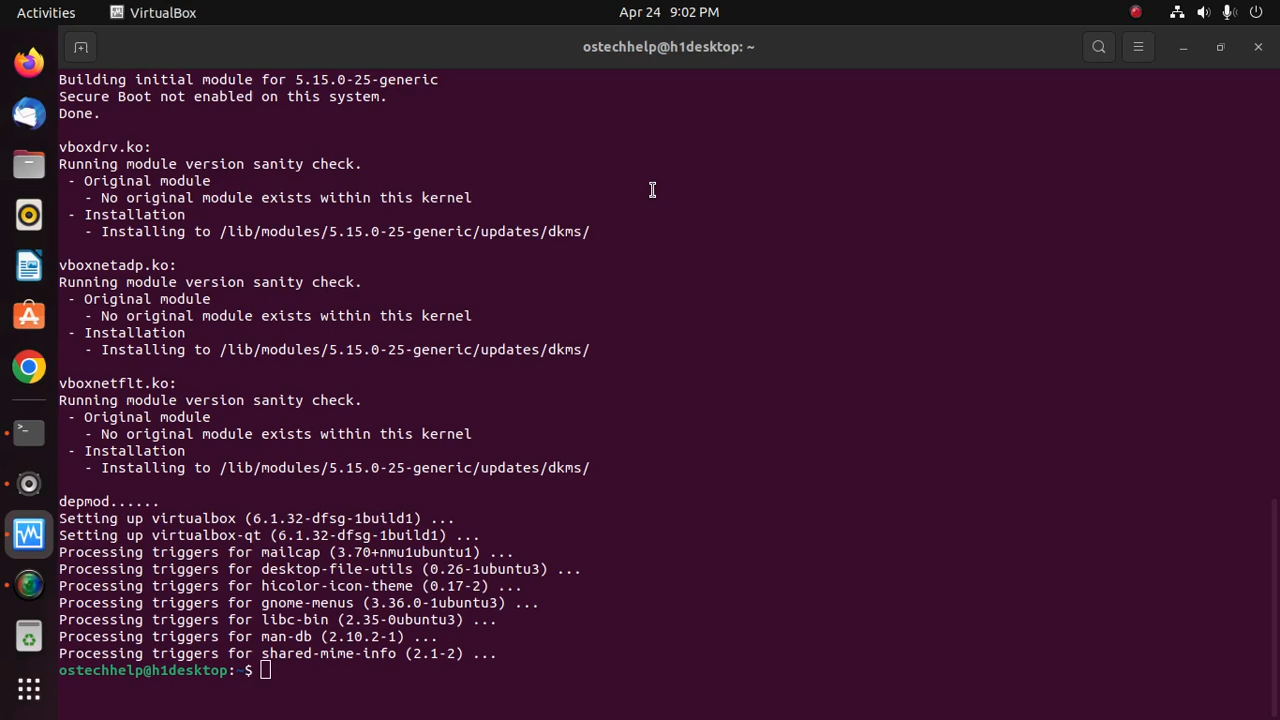 Activities
VirtualBox
Apr 24  9:02 PM
ostechhelp@h1desktop: ~
Building initial module for 5.15.0-25-generic
Secure Boot not enabled on this system.
Done.
vboxdrv.ko:
Running module version sanity check.
 - Original module
   - No original module exists within this kernel
 - Installation
   - Installing to /lib/modules/5.15.0-25-generic/updates/dkms/
vboxnetadp.ko:
Running module version sanity check.
 - Original module
   - No original module exists within this kernel
 - Installation
   - Installing to /lib/modules/5.15.0-25-generic/updates/dkms/
vboxnetflt.ko:
Running module version sanity check.
 - Original module
   - No original module exists within this kernel
 - Installation
   - Installing to /lib/modules/5.15.0-25-generic/updates/dkms/
depmod......
Setting up virtualbox (6.1.32-dfsg-1build1) ...
Setting up virtualbox-qt (6.1.32-dfsg-1build1) ...
Processing triggers for mailcap (3.70+nmu1ubuntu1) ...
Processing triggers for desktop-file-utils (0.26-1ubuntu3) ...
Processing triggers for hicolor-icon-theme (0.17-2) ...
Processing triggers for gnome-menus (3.36.0-1ubuntu3) ...
Processing triggers for libc-bin (2.35-0ubuntu3) ...
Processing triggers for man-db (2.10.2-1) ...
Processing triggers for shared-mime-info (2.1-2) ...
ostechhelp@h1desktop:~$